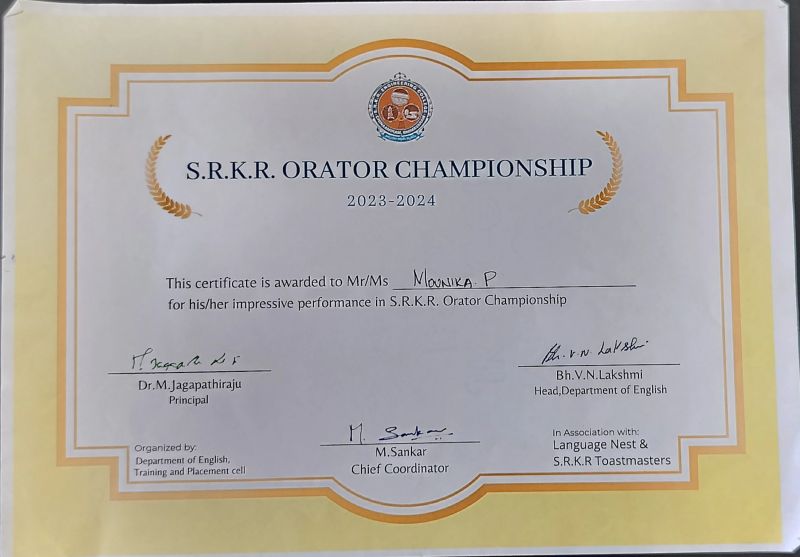 S.R.K.R. ORATOR CHAMPIONSHIP
2023-2024
This certificate is awarded to Mr/Ms MOUNIKA. P
for his/her impressive performance in S.R.K.R. Orator Championship
Dr.M.Jagapathiraju
Principal
Bh.V.N. Lakshmi
Bh.V.N.Lakshmi
Head,Department of English
M. Sankar
M.Sankar
Chief Coordinator
Organized by:
Department of English,
Training and Placement cell
In Association with:
Language Nest &
S.R.K.R Toastmasters